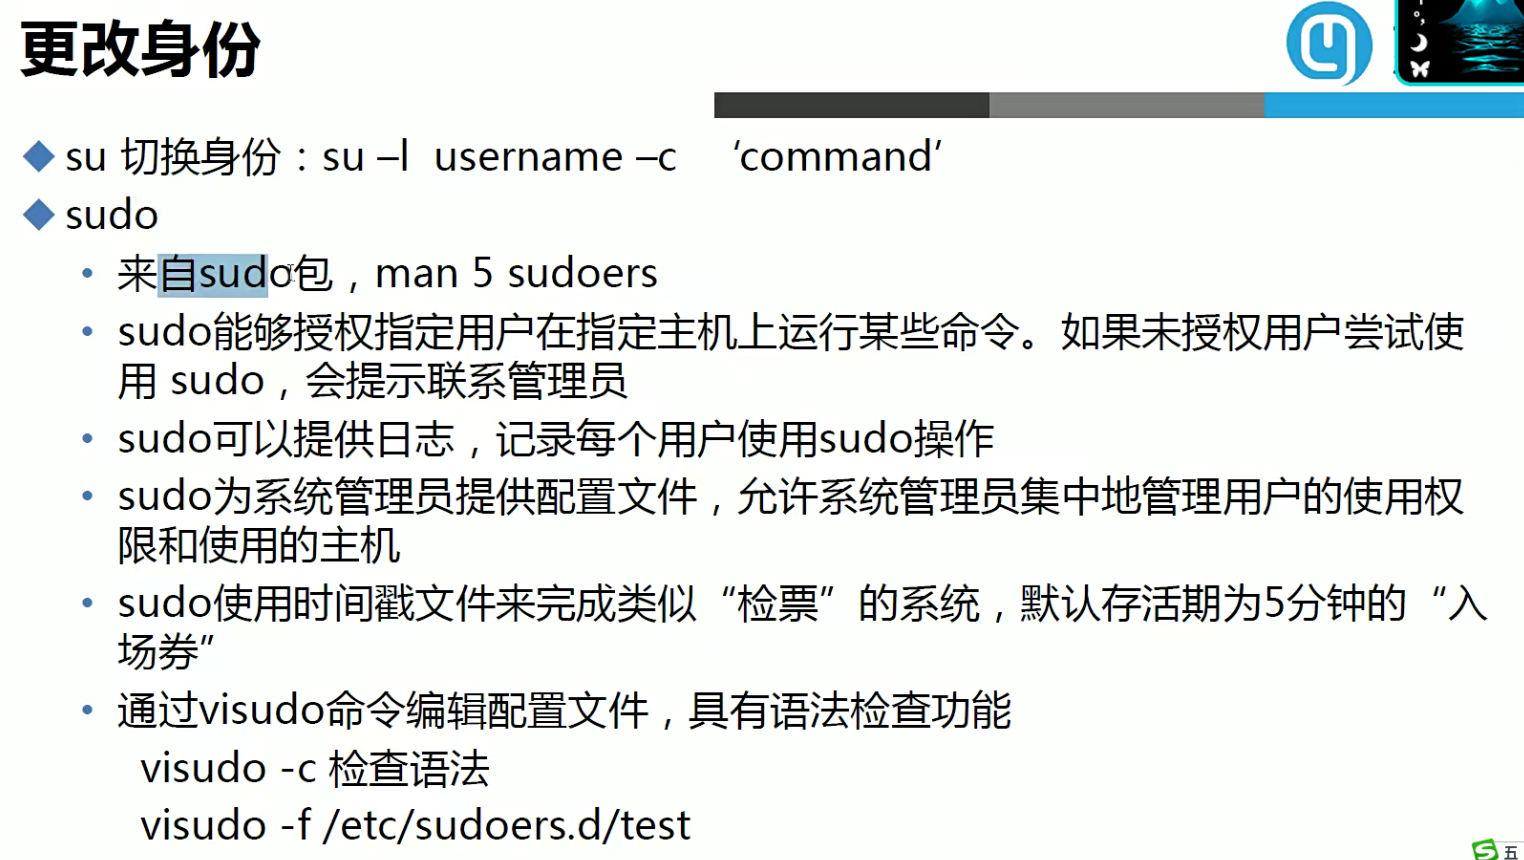 更改身份
su 切换身份：su –l username –c ‘command’
sudo
来自sudo包，man 5 sudoers
sudo能够授权指定用户在指定主机上运行某些命令。如果未授权用户尝试使
用 sudo，会提示联系管理员
sudo可以提供日志，记录每个用户使用sudo操作
sudo为系统管理员提供配置文件，允许系统管理员集中地管理用户的使用权
限和使用的主机
sudo使用时间戳文件来完成类似“检票”的系统，默认存活期为5分钟的“入
场券”
通过visudo命令编辑配置文件，具有语法检查功能
visudo -c 检查语法
visudo -f /etc/sudoers.d/test
五